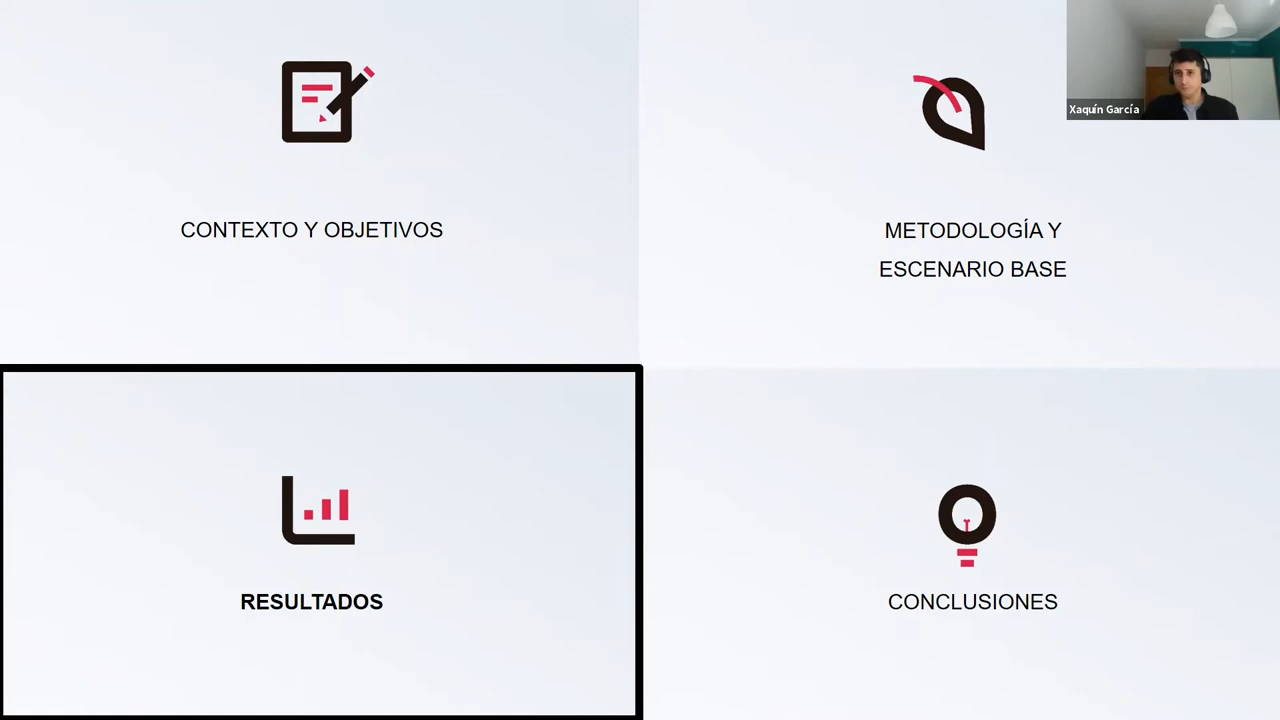 CONTEXTO Y OBJETIVOS
METODOLOGÍA Y
ESCENARIO BASE
Xaquín García
RESULTADOS
CONCLUSIONES